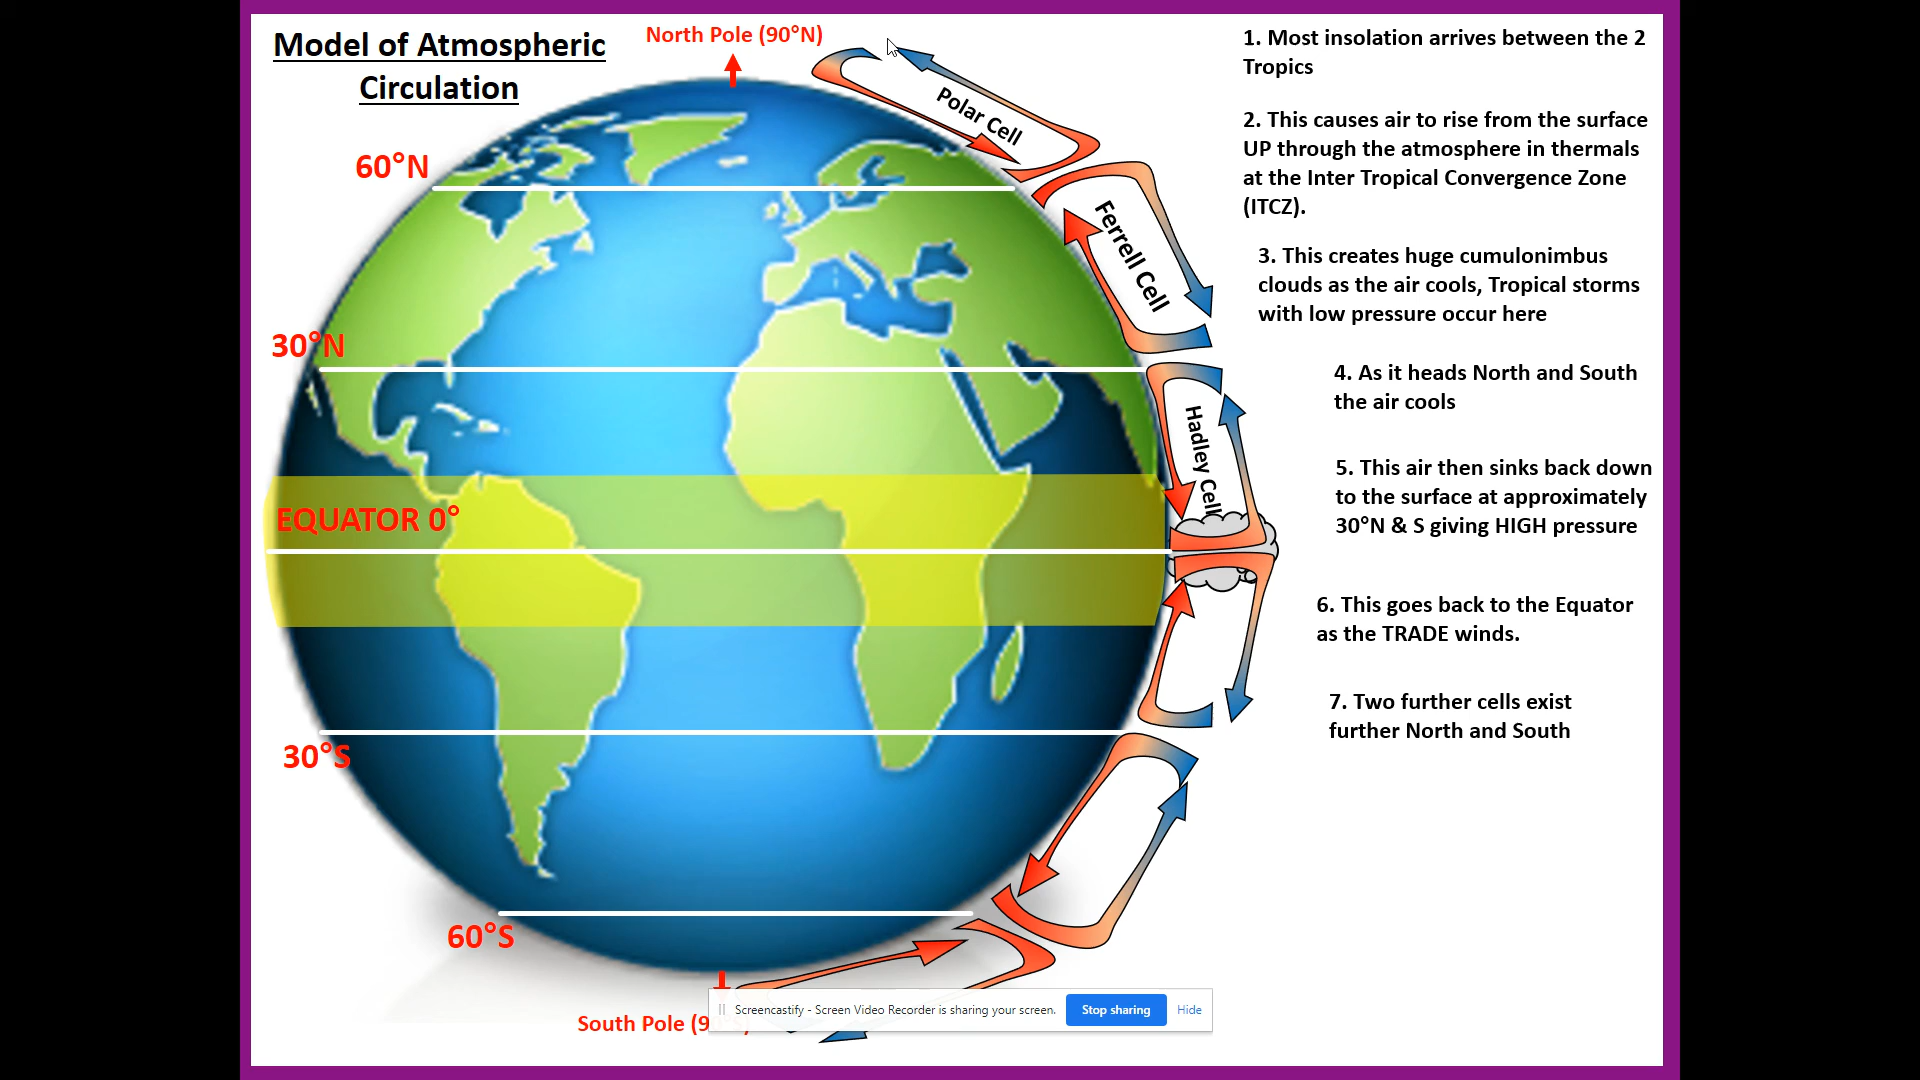 Model of Atmospheric
Circulation
North Pole (90°N)
60°N
30°N
EQUATOR 0°
30°S
60°S
South Pole (9
Polar Cell
Ferrell Cell
Hadley Cell
1. Most insolation arrives between the 2
Tropics
2. This causes air to rise from the surface
UP through the atmosphere in thermals
at the Inter Tropical Convergence Zone
(ITCZ).
3. This creates huge cumulonimbus
clouds as the air cools, Tropical storms
with low pressure occur here
4. As it heads North and South
the air cools
5. This air then sinks back down
to the surface at approximately
30°N & S giving HIGH pressure
6. This goes back to the Equator
as the TRADE winds.
7. Two further cells exist
further North and South
Screencastify - Screen Video Recorder is sharing your screen.
Stop sharing
Hide